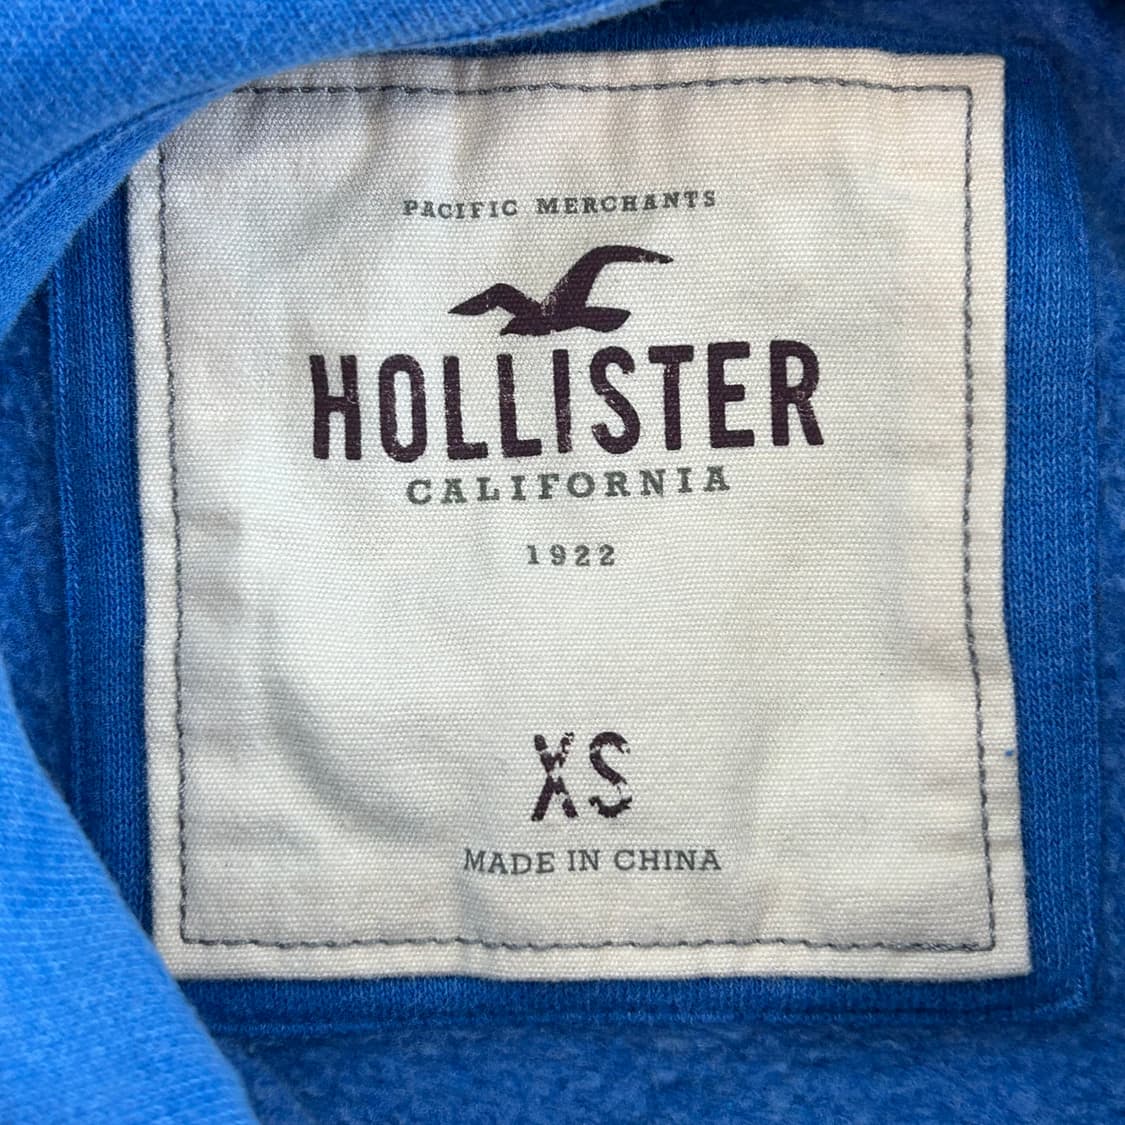 PACIFIC MERCHANTS
HOLLISTER
CALIFORNIA
1922
XS
MADE IN CHINA